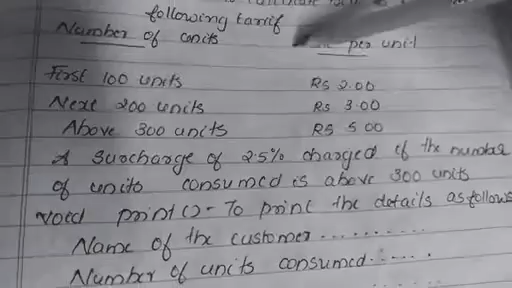 following tarrif
Number of units per unit
First 100 units Rs 2.00
Next 200 units Rs 3.00
Above 300 units Rs 5.00
A Surcharge of 2.5% charged if the number
of units consumed is above 300 units
void print() - To print the details as follows
Name of the customer..........
Number of units consumed......